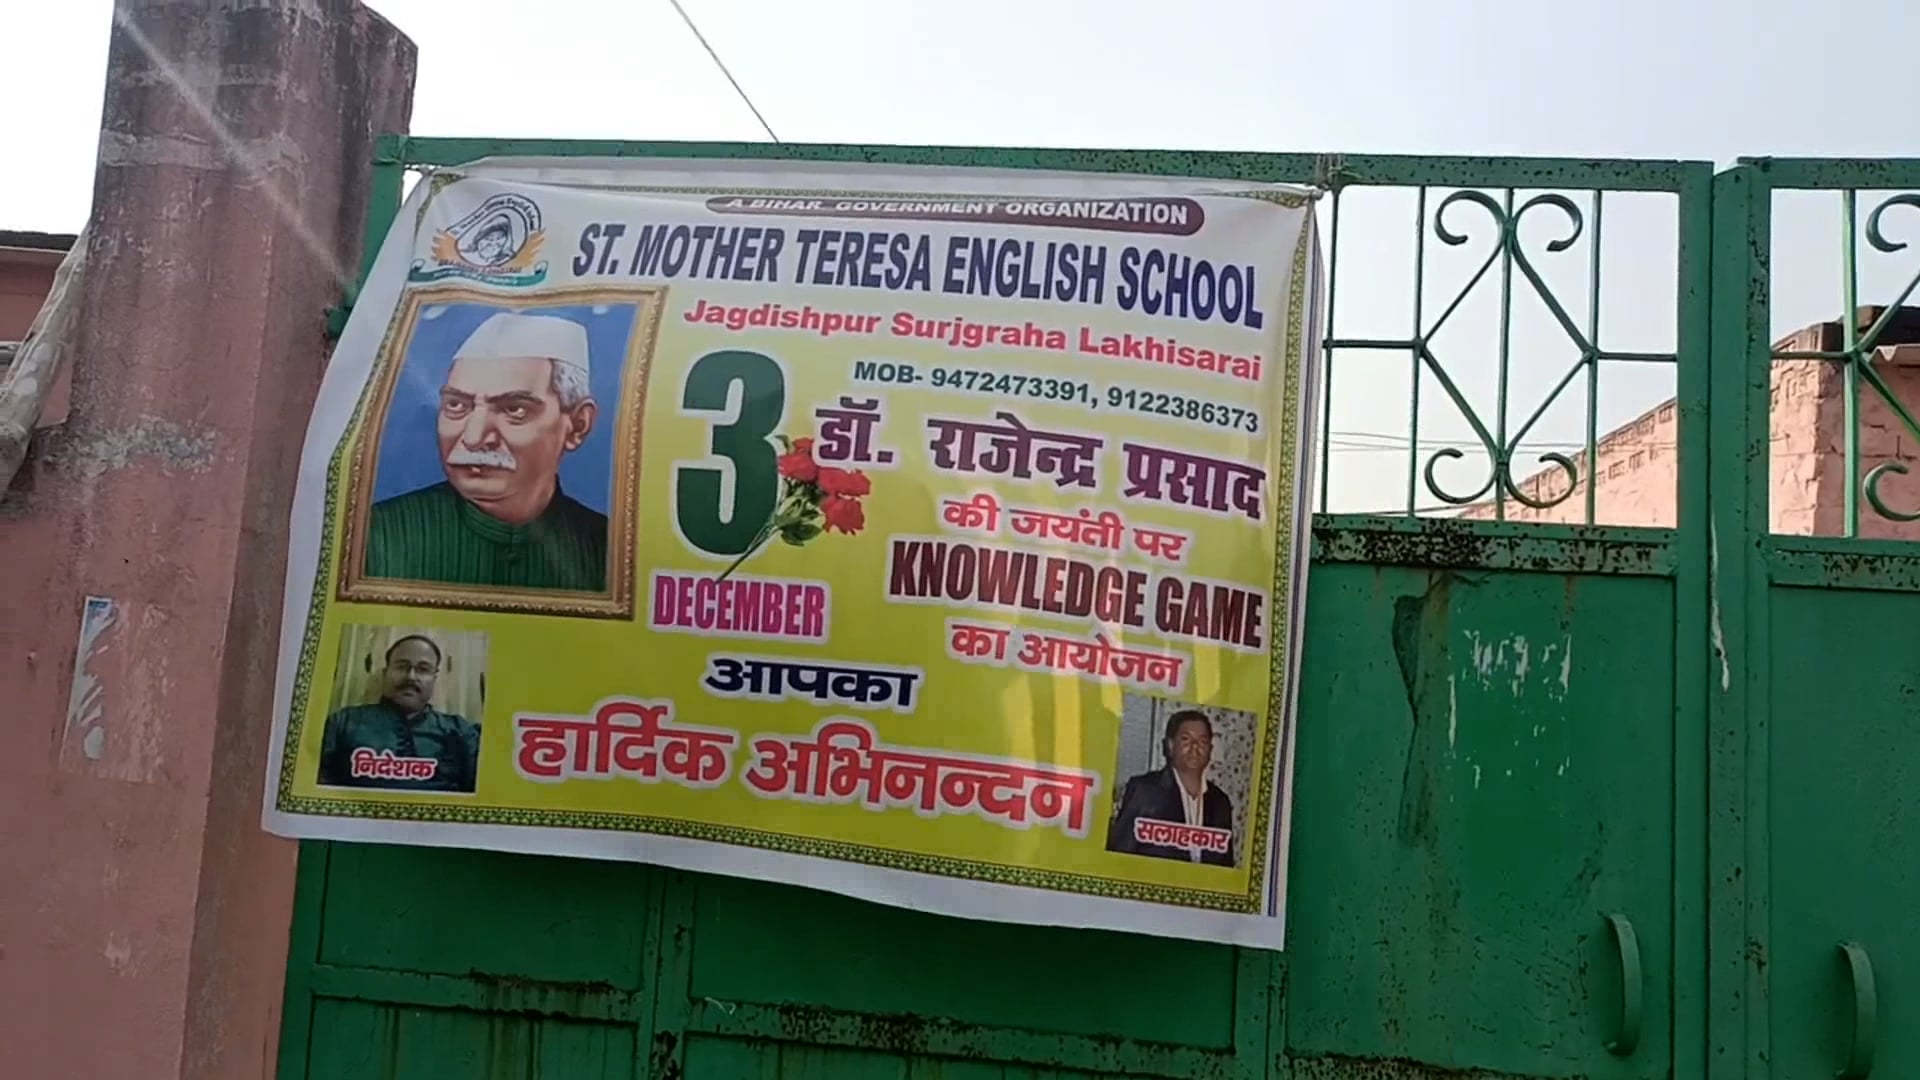 A BIHAR GOVERNMENT ORGANIZATION
ST. MOTHER TERESA ENGLISH SCHOOL
Jagdishpur Surjgraha Lakhisarai
MOB- 9472473391, 9122386373
3
DECEMBER
डॉ. राजेन्द्र प्रसाद
की जयंती पर
KNOWLEDGE GAME
का आयोजन
आपका
हार्दिक अभिनन्दन
निदेशक
सलाहकार